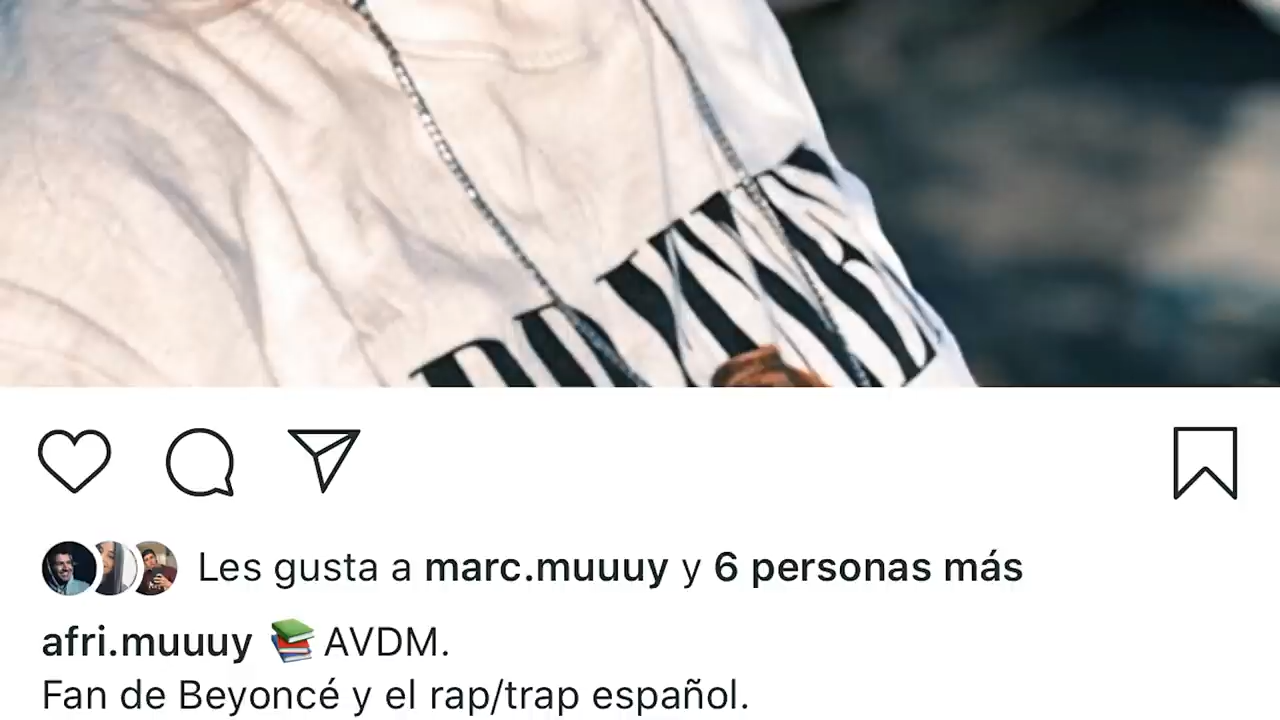 Les gusta a marc.muuuy y 6 personas más
afri.muuuy 📚 AVDM.
Fan de Beyoncé y el rap/trap español.